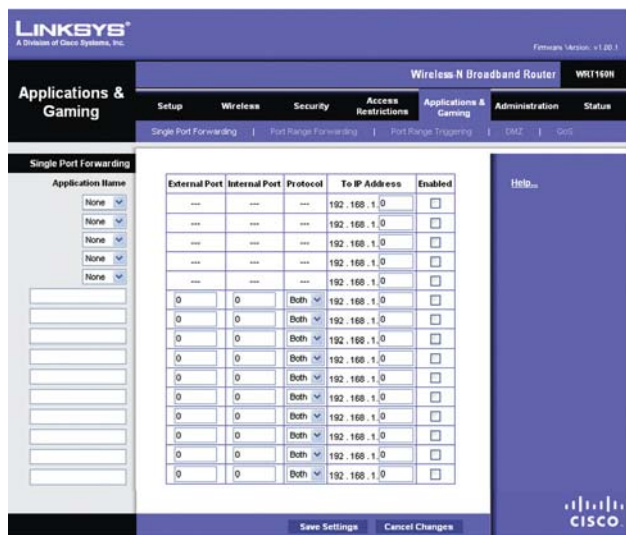 LINKSYS®
A Division of Cisco Systems, Inc.
Firmware Version: v1.00.1
Wireless-N Broadband Router WRT160N
Applications & Gaming
Setup Wireless Security Access Restrictions Applications & Gaming Administration Status
Single Port Forwarding | Port Range Forwarding | Port Range Triggering | DMZ | QoS
Single Port Forwarding
Application Name
External Port Internal Port Protocol To IP Address Enabled
Help...
None --- --- --- 192 . 168 . 1. 0
None --- --- --- 192 . 168 . 1. 0
None --- --- --- 192 . 168 . 1. 0
None --- --- --- 192 . 168 . 1. 0
None --- --- --- 192 . 168 . 1. 0
0 0 Both 192 . 168 . 1. 0
0 0 Both 192 . 168 . 1. 0
0 0 Both 192 . 168 . 1. 0
0 0 Both 192 . 168 . 1. 0
0 0 Both 192 . 168 . 1. 0
0 0 Both 192 . 168 . 1. 0
0 0 Both 192 . 168 . 1. 0
0 0 Both 192 . 168 . 1. 0
0 0 Both 192 . 168 . 1. 0
0 0 Both 192 . 168 . 1. 0
Save Settings Cancel Changes
CISCO.